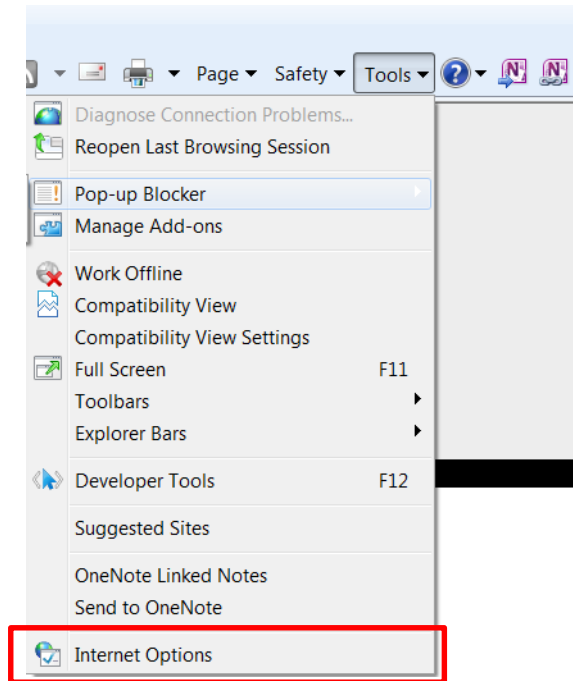 Page Safety Tools
Diagnose Connection Problems...
Reopen Last Browsing Session
Pop-up Blocker
Manage Add-ons
Work Offline
Compatibility View
Compatibility View Settings
Full Screen F11
Toolbars
Explorer Bars
Developer Tools F12
Suggested Sites
OneNote Linked Notes
Send to OneNote
Internet Options